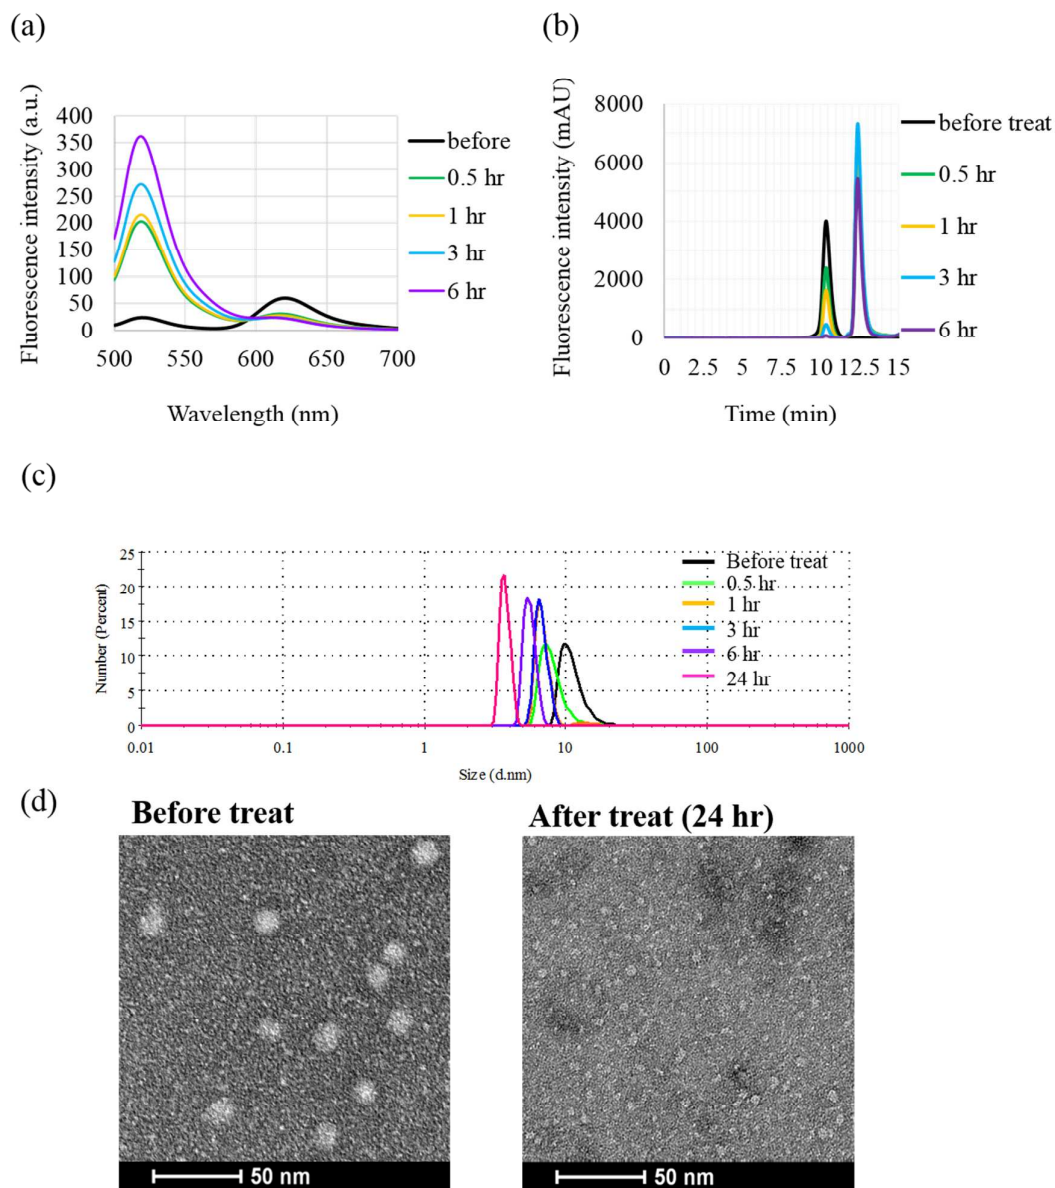 (a)
Fluorescence intensity (a.u.)
400
350
300
250
200
150
100
50
0
500 550 600 650 700
Wavelength (nm)
before
0.5 hr
1 hr
3 hr
6 hr
(b)
Fluorescence intensity (mAU)
8000
6000
4000
2000
0
0 2.5 5 7.5 10 12.5 15
Time (min)
before treat
0.5 hr
1 hr
3 hr
6 hr
(c)
Number (Percent)
25
20
15
10
5
0
0.01 0.1 1 10 100 1000
Size (d.nm)
Before treat
0.5 hr
1 hr
3 hr
6 hr
24 hr
(d)
Before treat
After treat (24 hr)
50 nm
50 nm